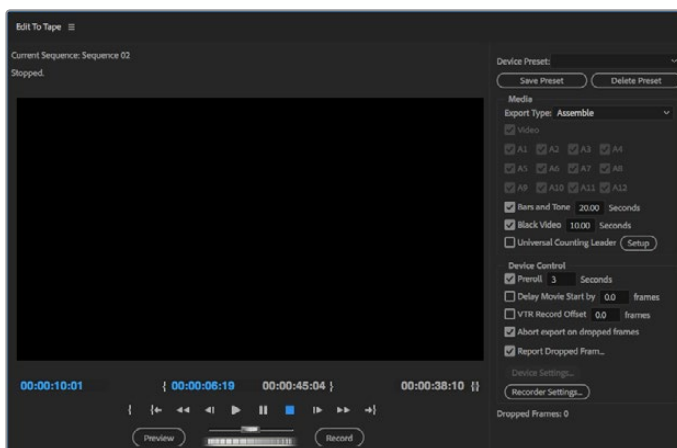 Edit To Tape
Current Sequence: Sequence 02
Stopped.
00:00:10:01
{ 00:00:06:19
00:00:45:04 }
00:00:38:10 {}
Preview
Record
Device Preset:
Save Preset
Delete Preset
Media
Export Type: Assemble
Video
A1 A2 A3 A4
A5 A6 A7 A8
A9 A10 A11 A12
Bars and Tone 20.00 Seconds
Black Video 10.00 Seconds
Universal Counting Leader Setup
Device Control
Preroll 3 Seconds
Delay Movie Start by 0.0 frames
VTR Record Offset 0.0 frames
Abort export on dropped frames
Report Dropped Fram...
Device Settings...
Recorder Settings...
Dropped Frames: 0